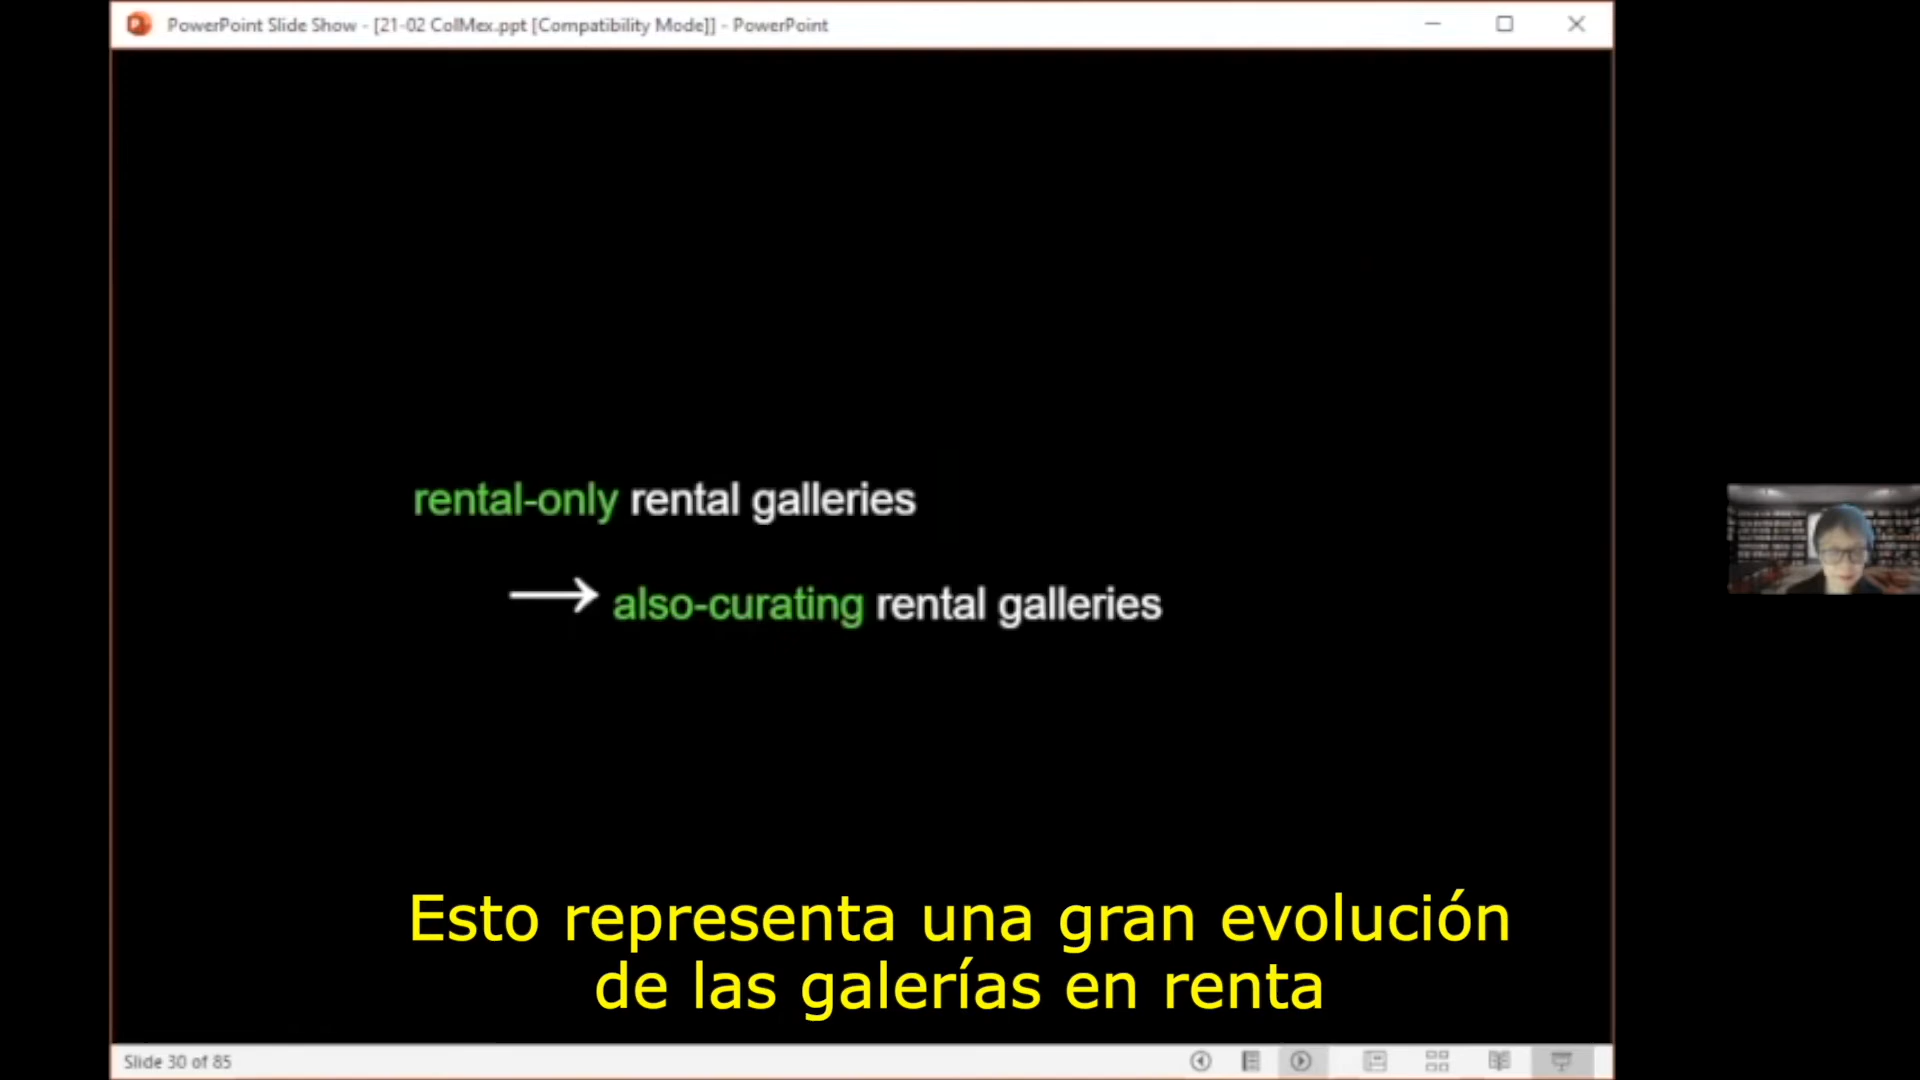 PowerPoint Slide Show - [21-02 ColMex.ppt [Compatibility Mode]] - PowerPoint
rental-only rental galleries
→ also-curating rental galleries
Esto representa una gran evolución
de las galerías en renta
Slide 30 of 85